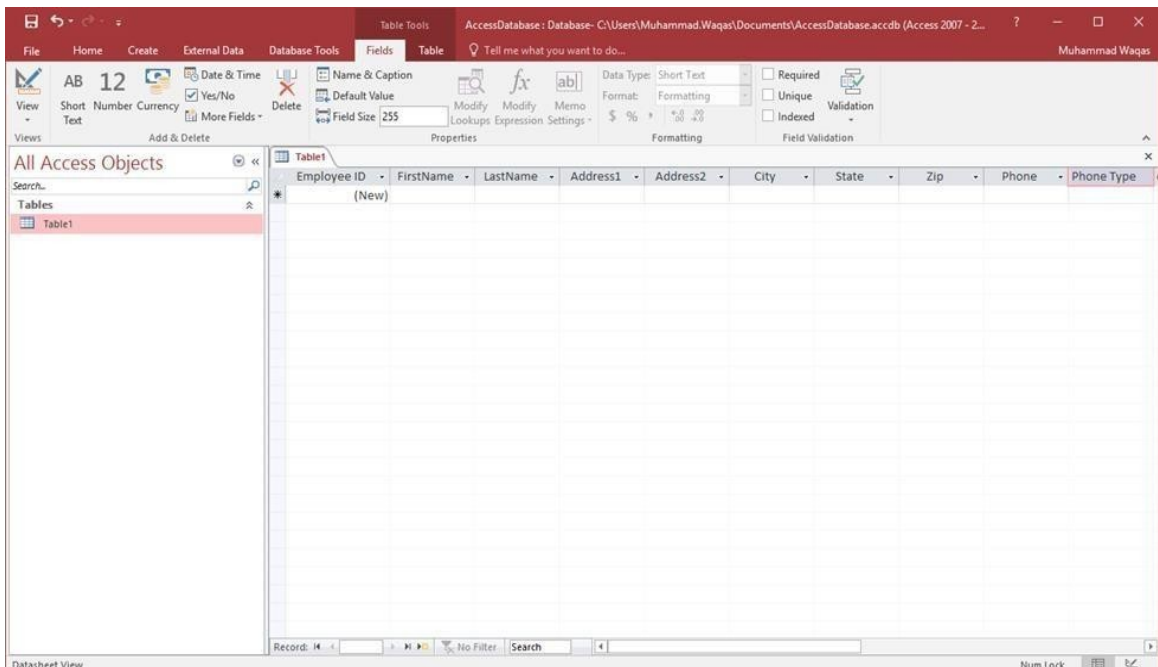 Table Tools AccessDatabase : Database- C:\Users\Muhammad.Waqas\Documents\AccessDatabase.accdb (Access 2007 - 2... ?
File Home Create External Data Database Tools Fields Table Tell me what you want to do... Muhammad Waqas
View
Views
AB Short Text
12 Number
Currency
Date & Time
Yes/No
More Fields
Delete
Add & Delete
Name & Caption
Default Value
Field Size 255
Modify Lookups
fx Modify Expression
ab Memo Settings
Properties
Data Type: Short Text
Format: Formatting
$ % ,
Formatting
Required
Unique
Indexed
Validation
Field Validation
All Access Objects
Search...
Tables
Table1
Table1
Employee ID FirstName LastName Address1 Address2 City State Zip Phone Phone Type
(New)
Record: No Filter Search
Datasheet View Num Lock